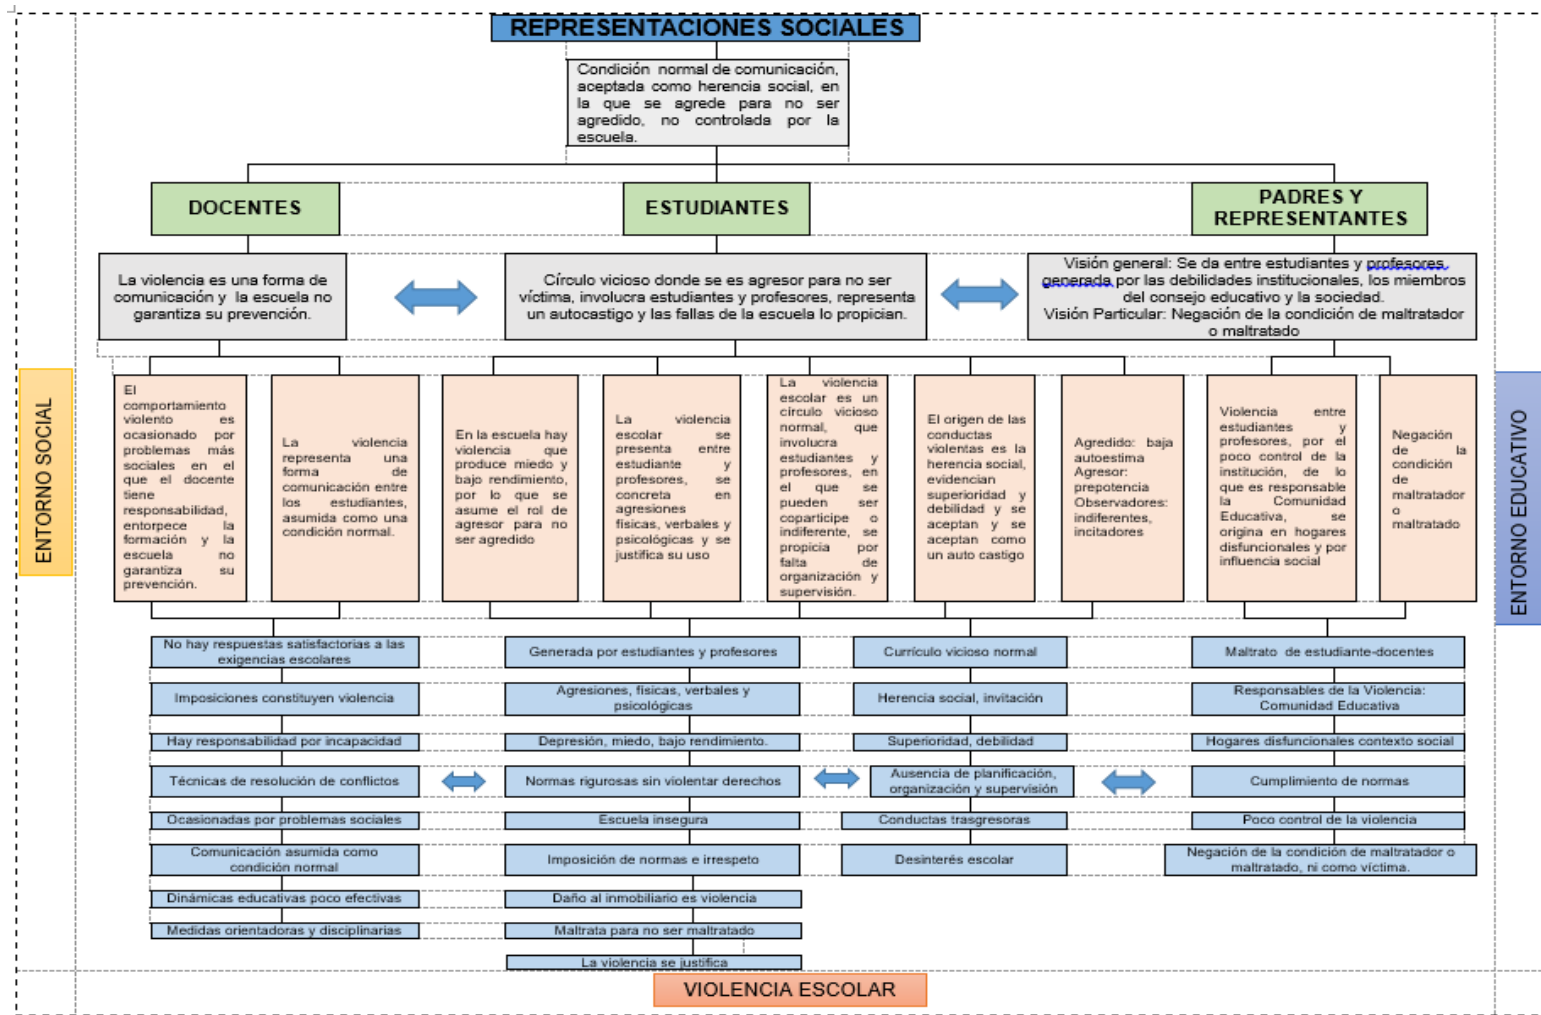 REPRESENTACIONES SOCIALES
Condición normal de comunicación,
aceptada como herencia social, en
la que se agrede para no ser
agredido, no controlada por la
escuela.
DOCENTES
ESTUDIANTES
PADRES Y
REPRESENTANTES
La violencia es una forma de
comunicación y la escuela no
garantiza su prevención.
Círculo vicioso donde se es agresor para no ser
víctima, involucra estudiantes y profesores, representa
un autocastigo y las fallas de la escuela lo propician.
Visión general: Se da entre estudiantes y profesores,
generada por las debilidades institucionales, los miembros
del consejo educativo y la sociedad.
Visión Particular: Negación de la condición de maltratador
o maltratado
ENTORNO SOCIAL
El
comportamiento
violento es
ocasionado por
problemas más
sociales en el
que el docente
tiene
responsabilidad,
entorpece la
formación y la
escuela no
garantiza su
prevención.
La violencia
representa una
forma de
comunicación entre
los estudiantes,
asumida como una
condición normal.
En la escuela hay
violencia que
produce miedo y
bajo rendimiento,
por lo que se
asume el rol de
agresor para no
ser agredido
La violencia
escolar se
presenta entre
estudiante y
profesores, se
concreta en
agresiones
físicas, verbales y
psicológicas y se
justifica su uso
La violencia
escolar es un
círculo vicioso
normal, que
involucra
estudiantes y
profesores, en
el que se
pueden ser
coparticipe o
indiferente, se
propicia por
falta de
organización y
supervisión.
El origen de las
conductas
violentas es la
herencia social,
evidencian
superioridad y
debilidad y se
aceptan y se
aceptan como
un auto castigo
Agredido: baja
autoestima
Agresor:
prepotencia
Observadores:
indiferentes,
incitadores
Violencia entre
estudiantes y
profesores, por el
poco control de la
institución, de lo
que es responsable
la Comunidad
Educativa, se
origina en hogares
disfuncionales y por
influencia social
Negación
de la
condición
de
maltratador
o
maltratado
ENTORNO EDUCATIVO
No hay respuestas satisfactorias a las
exigencias escolares
Imposiciones constituyen violencia
Hay responsabilidad por incapacidad
Técnicas de resolución de conflictos
Ocasionadas por problemas sociales
Comunicación asumida como
condición normal
Dinámicas educativas poco efectivas
Medidas orientadoras y disciplinarias
Generada por estudiantes y profesores
Agresiones, físicas, verbales y
psicológicas
Depresión, miedo, bajo rendimiento.
Normas rigurosas sin violentar derechos
Escuela insegura
Imposición de normas e irrespeto
Daño al inmobiliario es violencia
Maltrata para no ser maltratado
La violencia se justifica
Currículo vicioso normal
Herencia social, invitación
Superioridad, debilidad
Ausencia de planificación,
organización y supervisión
Conductas trasgresoras
Desinterés escolar
Maltrato de estudiante-docentes
Responsables de la Violencia:
Comunidad Educativa
Hogares disfuncionales contexto social
Cumplimiento de normas
Poco control de la violencia
Negación de la condición de maltratador o
maltratado, ni como víctima.
VIOLENCIA ESCOLAR